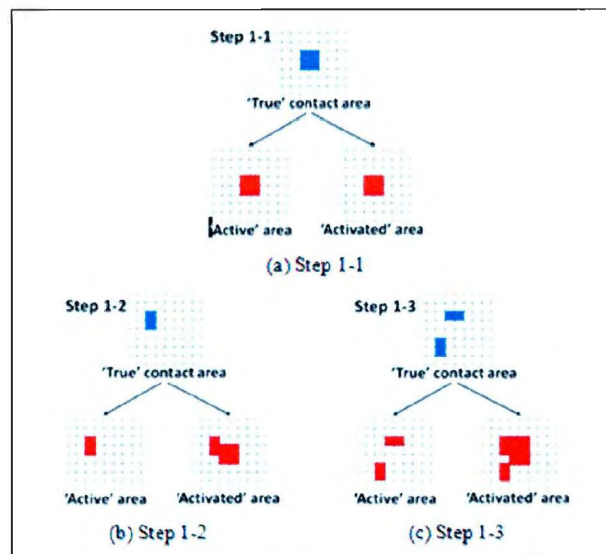 Step 1-1
'True' contact area
'Active' area
'Activated' area
(a) Step 1-1
Step 1-2
'True' contact area
'Active' area
'Activated' area
(b) Step 1-2
Step 1-3
'True' contact area
'Active' area
'Activated' area
(c) Step 1-3